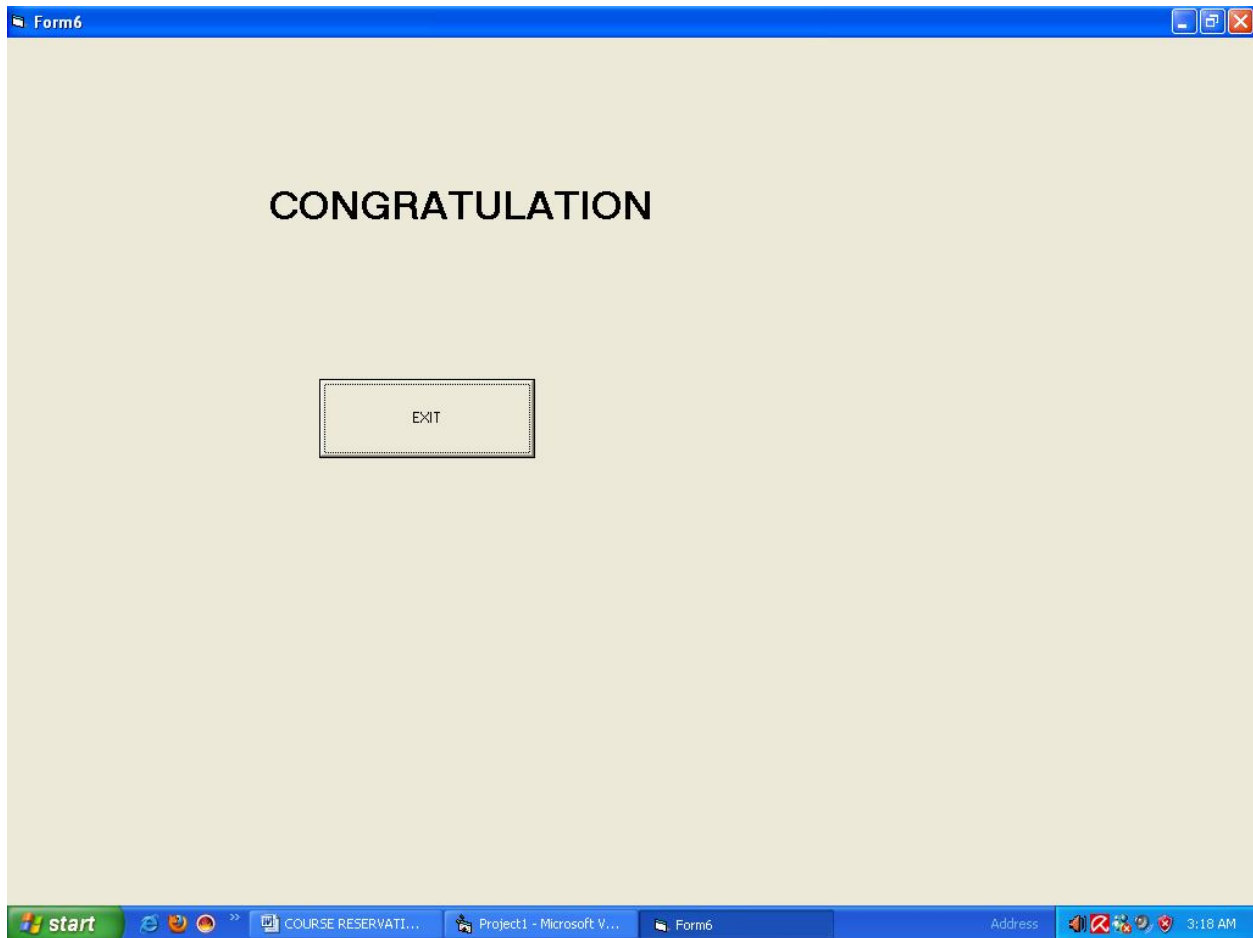 Form6
CONGRATULATION
EXIT
start
»
COURSE RESERVATI...
Project1 - Microsoft V...
Form6
Address
3:18 AM